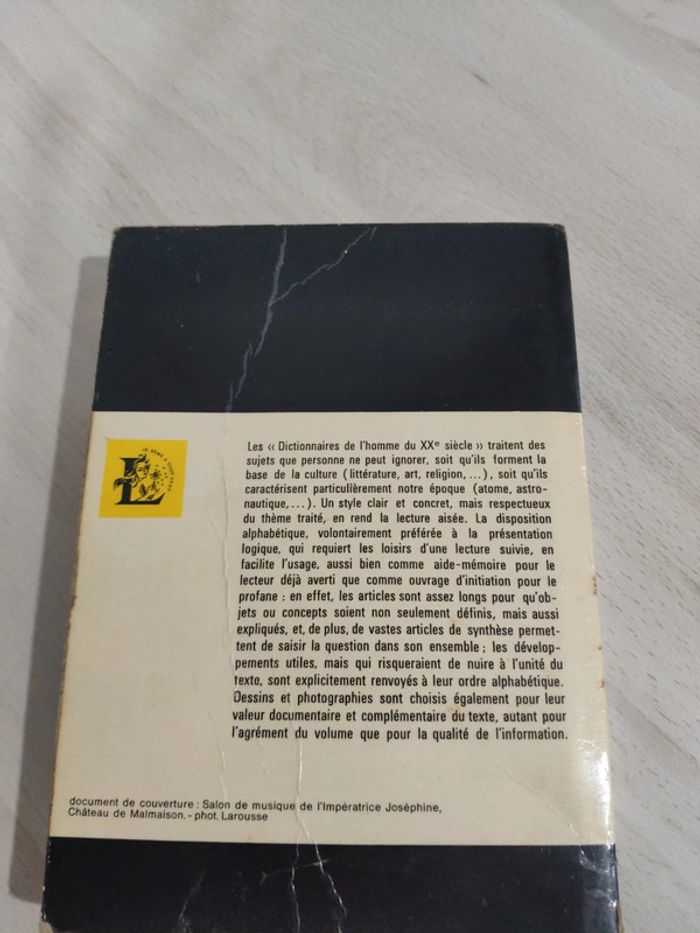 JE SÈME À TOUT VENT
L
Les « Dictionnaires de l'homme du XXe siècle » traitent des
sujets que personne ne peut ignorer, soit qu'ils forment la
base de la culture (littérature, art, religion,...), soit qu'ils
caractérisent particulièrement notre époque (atome, astro-
nautique,...). Un style clair et concret, mais respectueux
du thème traité, en rend la lecture aisée. La disposition
alphabétique, volontairement préférée à la présentation
logique, qui requiert les loisirs d'une lecture suivie, en
facilite l'usage, aussi bien comme aide-mémoire pour le
lecteur déjà averti que comme ouvrage d'initiation pour le
profane : en effet, les articles sont assez longs pour qu'ob-
jets ou concepts soient non seulement définis, mais aussi
expliqués, et, de plus, de vastes articles de synthèse permet-
tent de saisir la question dans son ensemble ; les dévelop-
pements utiles, mais qui risqueraient de nuire à l'unité du
texte, sont explicitement renvoyés à leur ordre alphabétique.
Dessins et photographies sont choisis également pour leur
valeur documentaire et complémentaire du texte, autant pour
l'agrément du volume que pour la qualité de l'information.
document de couverture : Salon de musique de l'Impératrice Joséphine,
Château de Malmaison. - phot. Larousse